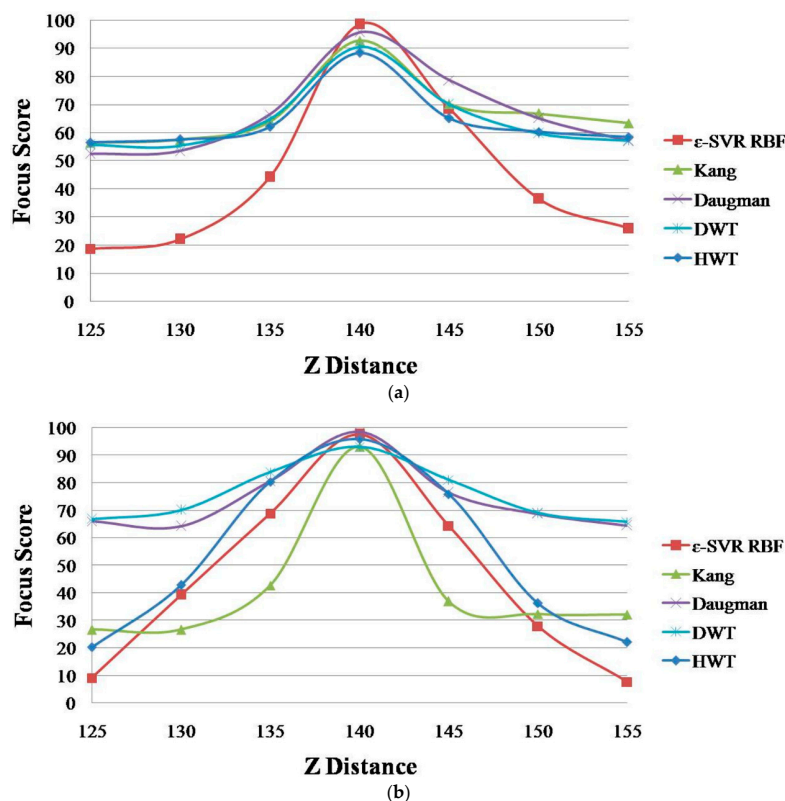 100
90
80
70
60
50
40
30
20
10
0
Focus Score
125 130 135 140 145 150 155
Z Distance
ε-SVR RBF
Kang
Daugman
DWT
HWT
(a)
100
90
80
70
60
50
40
30
20
10
0
Focus Score
125 130 135 140 145 150 155
Z Distance
ε-SVR RBF
Kang
Daugman
DWT
HWT
(b)